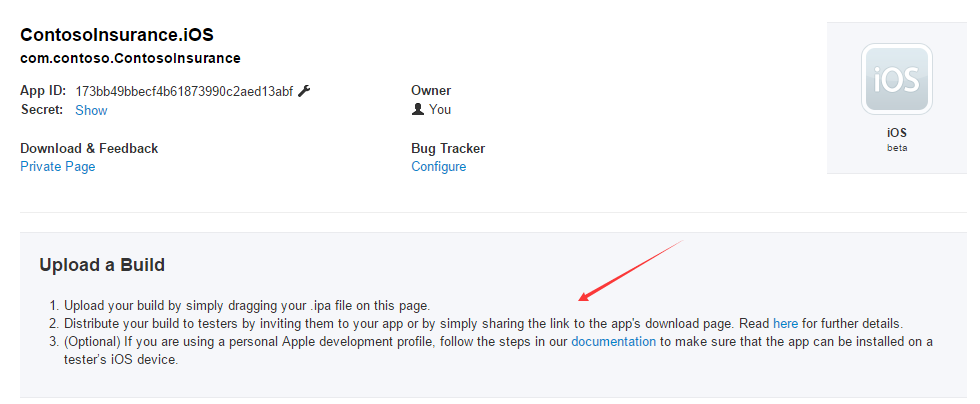 ContosoInsurance.iOS
com.contoso.ContosoInsurance
App ID: 173bb49bbecf4b61873990c2aed13abf
Secret: Show
Owner
You
Download & Feedback
Private Page
Bug Tracker
Configure
iOS
iOS
beta
Upload a Build
1. Upload your build by simply dragging your .ipa file on this page.
2. Distribute your build to testers by inviting them to your app or by simply sharing the link to the app's download page. Read here for further details.
3. (Optional) If you are using a personal Apple development profile, follow the steps in our documentation to make sure that the app can be installed on a
tester's iOS device.